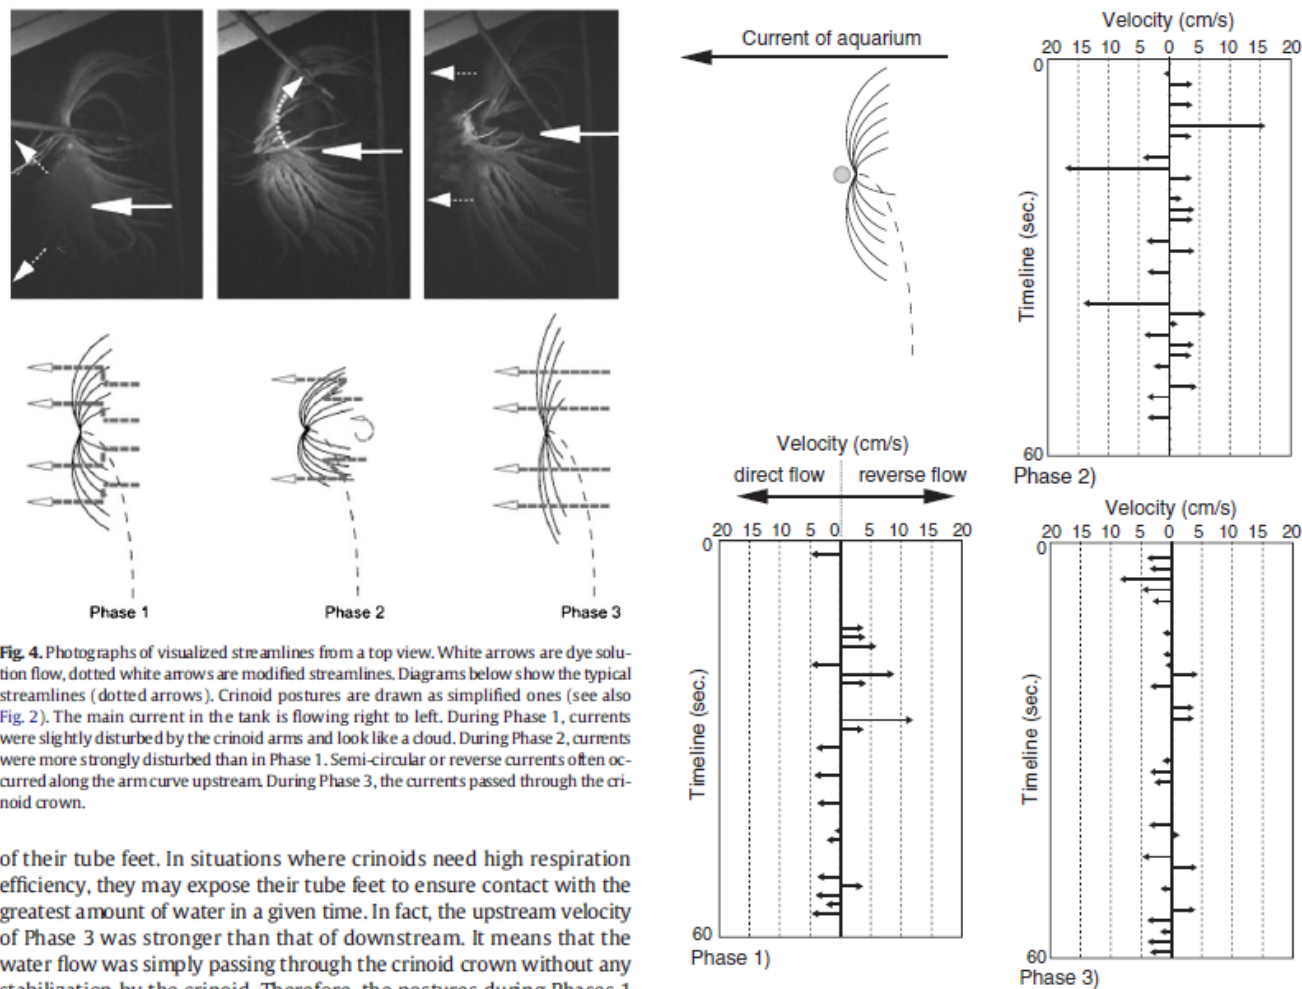 Phase 1
Phase 2
Phase 3
Fig. 4. Photographs of visualized streamlines from a top view. White arrows are dye solu-
tion flow, dotted white arrows are modified streamlines. Diagrams below show the typical
streamlines (dotted arrows). Crinoid postures are drawn as simplified ones (see also
Fig. 2). The main current in the tank is flowing right to left. During Phase 1, currents
were slightly disturbed by the crinoid arms and look like a cloud. During Phase 2, currents
were more strongly disturbed than in Phase 1. Semi-circular or reverse currents often oc-
curred along the arm curve upstream. During Phase 3, the currents passed through the cri-
noid crown.
of their tube feet. In situations where crinoids need high respiration
efficiency, they may expose their tube feet to ensure contact with the
greatest amount of water in a given time. In fact, the upstream velocity
of Phase 3 was stronger than that of downstream. It means that the
water flow was simply passing through the crinoid crown without any
stabilization by the crinoid. Therefore, the postures during Phases 1
Current of aquarium
Velocity (cm/s)
20 15 10 5 0 5 10 15 20
0
Timeline (sec.)
60
Phase 2)
Velocity (cm/s)
direct flow
reverse flow
20 15 10 5 0 5 10 15 20
0
Timeline (sec.)
60
Phase 1)
Velocity (cm/s)
20 15 10 5 0 5 10 15 20
0
Timeline (sec.)
60
Phase 3)